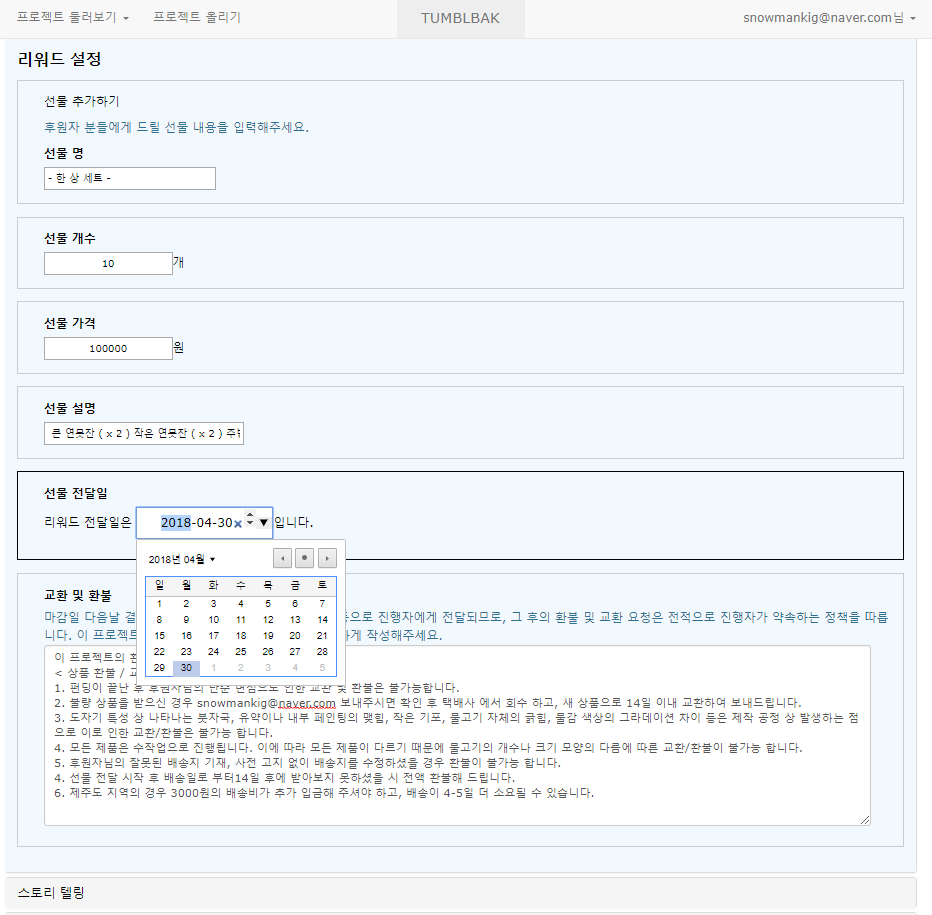 프로젝트 둘러보기 프로젝트 올리기 TUMBLBAK snowmankig@naver.com님
리워드 설정
선물 추가하기
후원자 분들에게 드릴 선물 내용을 입력해주세요.
선물 명
- 한 상 세트 -
선물 개수
10 개
선물 가격
100000 원
선물 설명
큰 연못잔 ( x 2 ) 작은 연못잔 ( x 2 )
선물 전달일
리워드 전달일은 2018-04-30 입니다.
2018년 04월
일 월 화 수 목 금 토
1 2 3 4 5 6 7
8 9 10 11 12 13 14
15 16 17 18 19 20 21
22 23 24 25 26 27 28
29 30 1 2 3 4 5
교환 및 환불
마감일 다음날 결 으로 진행자에게 전달되므로, 그 후의 환불 및 교환 요청은 전적으로 진행자가 약속하는 정책을 따릅
니다. 이 프로젝트 게 작성해주세요.
이 프로젝트의
< 상품 환불 / 교
1. 펀딩이 끝난 후 후원자님의 단순 변심으로 인한 교환 및 환불은 불가능합니다.
2. 불량 상품을 받으신 경우 snowmankig@naver.com 보내주시면 확인 후 택배사 에서 회수 하고, 새 상품으로 14일 이내 교환하여 보내드립니다.
3. 도자기 특성 상 나타나는 붓자국, 유약이나 내부 페인팅의 맺힘, 작은 기포, 물고기 자체의 긁힘, 물감 색상의 그라데이션 차이 등은 제작 공정 상 발생하는 점
으로 이로 인한 교환/환불은 불가능 합니다.
4. 모든 제품은 수작업으로 진행됩니다. 이에 따라 모든 제품이 다르기 때문에 물고기의 개수나 크기 모양의 다름에 따른 교환/환불이 불가능 합니다.
5. 후원자님의 잘못된 배송지 기재, 사전 고지 없이 배송지를 수정하셨을 경우 환불이 불가능 합니다.
4. 선물 전달 시작 후 배송일로 부터14일 후에 받아보지 못하셨을 시 전액 환불해 드립니다.
6. 제주도 지역의 경우 3000원의 배송비가 추가 입금해 주셔야 하고, 배송이 4-5일 더 소요될 수 있습니다.
스토리 텔링